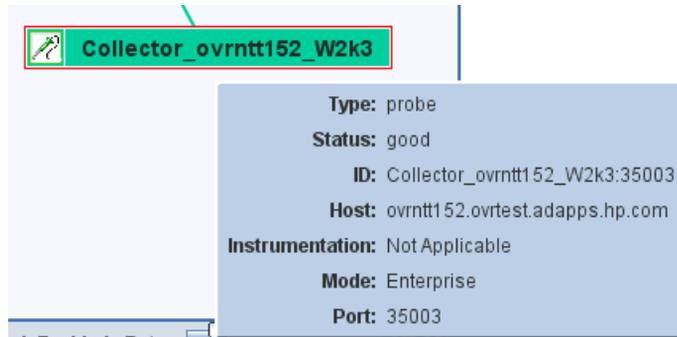 Collector_ovrntt152_W2k3
Type: probe
Status: good
ID: Collector_ovrntt152_W2k3:35003
Host: ovrntt152.ovrtest.adapps.hp.com
Instrumentation: Not Applicable
Mode: Enterprise
Port: 35003